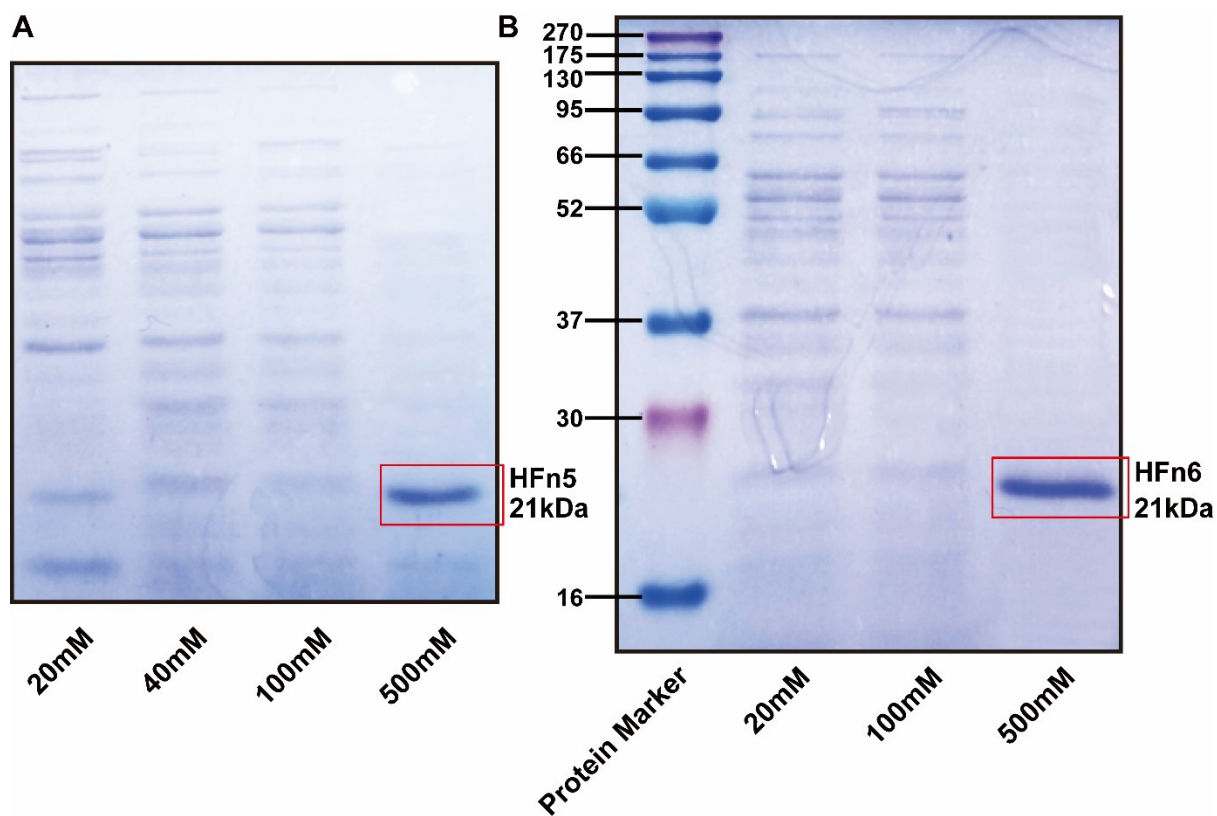 A
B
270
175
130
95
66
52
37
30
16
HFn5
21kDa
HFn6
21kDa
20mM
40mM
100mM
500mM
Protein Marker
20mM
100mM
500mM